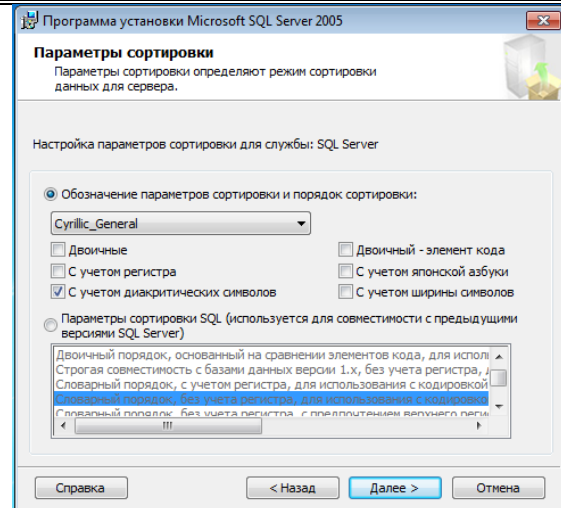 Программа установки Microsoft SQL Server 2005
Параметры сортировки
Параметры сортировки определяют режим сортировки
данных для сервера.
Настройка параметров сортировки для службы: SQL Server
Обозначение параметров сортировки и порядок сортировки:
Cyrillic_General
Двоичные
Двоичный - элемент кода
С учетом регистра
С учетом японской азбуки
С учетом диакритических символов
С учетом ширины символов
Параметры сортировки SQL (используется для совместимости с предыдущими
версиями SQL Server)
Двоичный порядок, основанный на сравнении элементов кода, для
Строгая совместимость с базами данных версии 1.x, без учета регистра,
Словарный порядок, с учетом регистра, для использования с кодировкой
Словарный порядок, без учета регистра, для использования с
Словарный порядок, без учета регистра, с предпочтением верхнего
Справка
< Назад
Далее >
Отмена